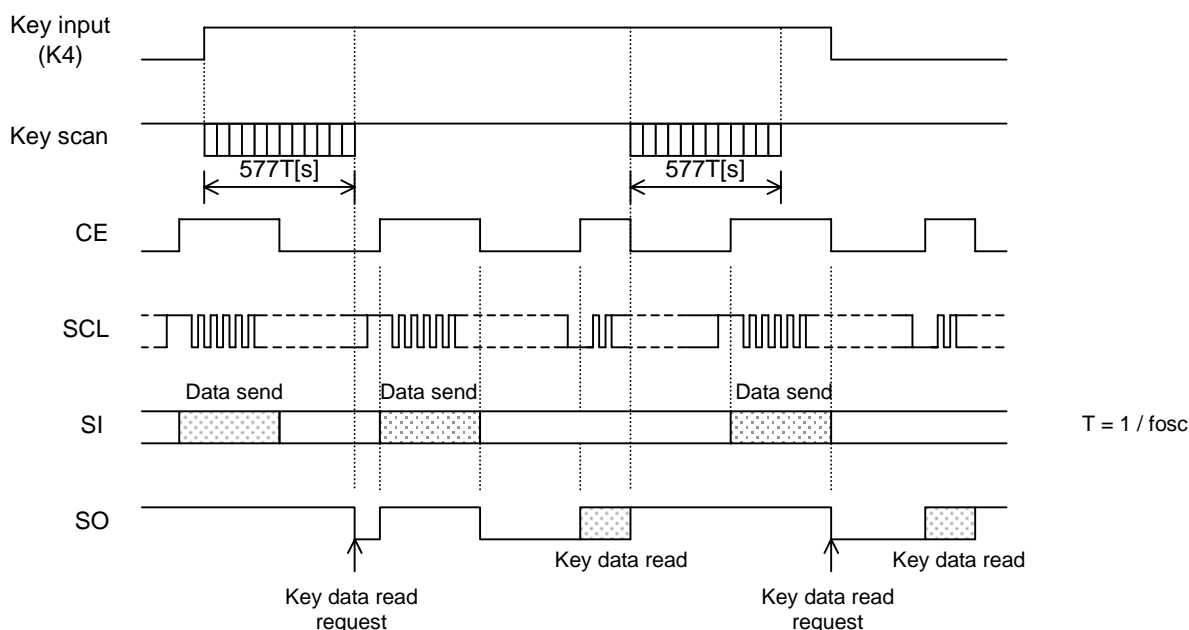 Key input
(K4)
Key scan
577T[s]
577T[s]
CE
SCL
Data send
Data send
Data send
SI
T = 1 / fosc
SO
Key data read
Key data read
Key data read
request
Key data read
request